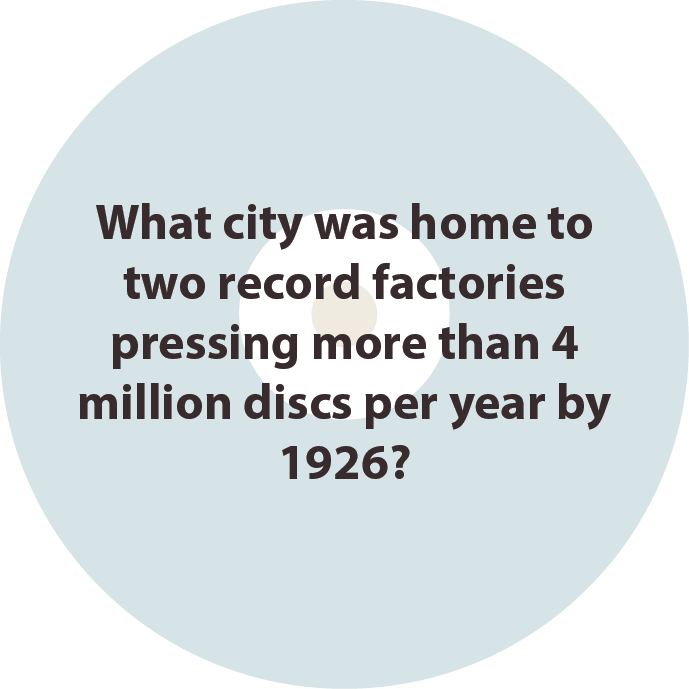 What city was home to
two record factories
pressing more than 4
million discs per year by
1926?